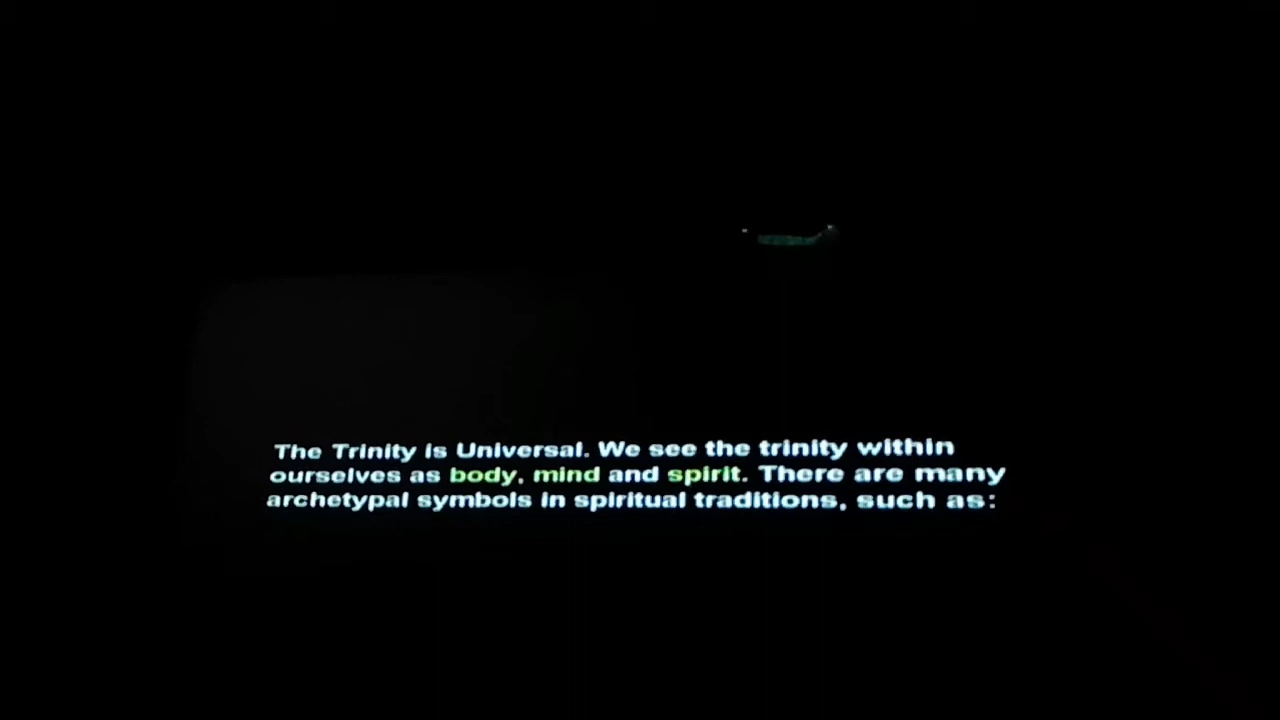 The Trinity is Universal. We see the trinity within
ourselves as body, mind and spirit. There are many
archetypal symbols in spiritual traditions, such as: